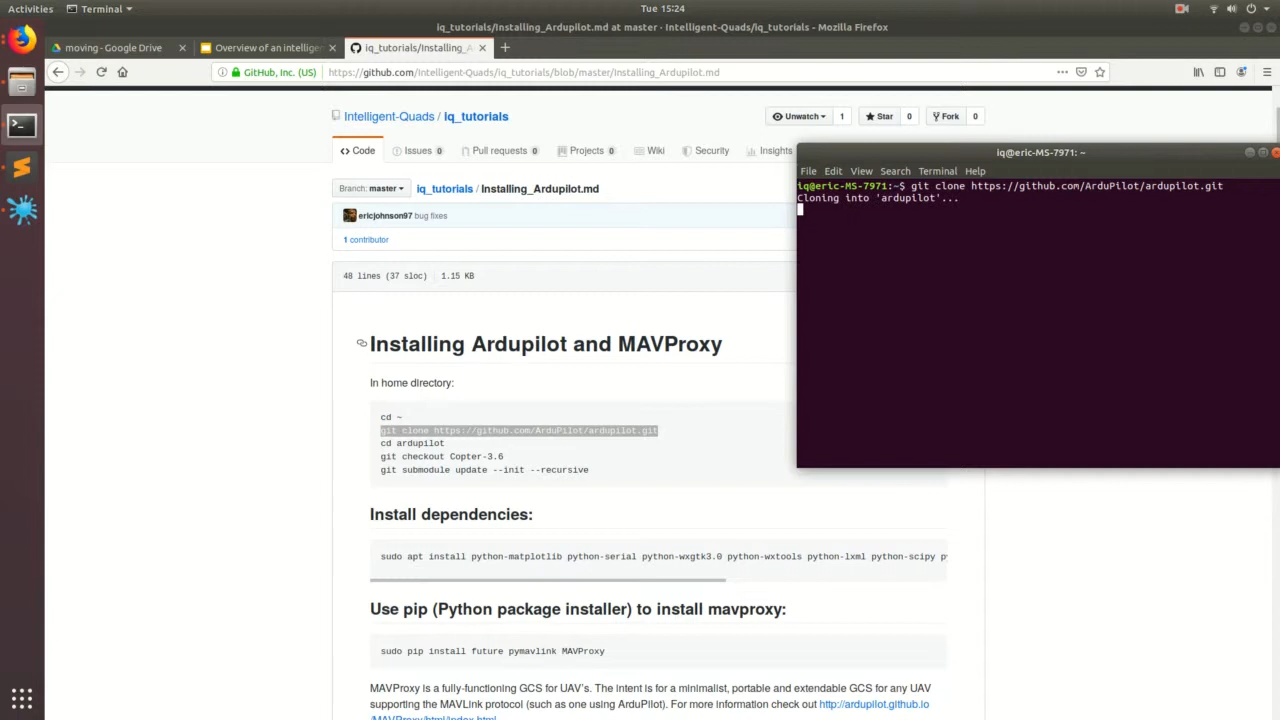 Activities
Terminal
Tue 15:24
iq_tutorials/Installing_Ardupilot.md at master · Intelligent-Quads/iq_tutorials - Mozilla Firefox
moving - Google Drive
Overview of an intellige
iq_tutorials/Installing_A
GitHub, Inc. (US)
https://github.com/Intelligent-Quads/iq_tutorials/blob/master/Installing_Ardupilot.md
Intelligent-Quads / iq_tutorials
Unwatch 1
Star 0
Fork 0
Code
Issues 0
Pull requests 0
Projects 0
Wiki
Security
Insights
iq@eric-MS-7971: ~
File Edit View Search Terminal Help
iq@eric-MS-7971:~$ git clone https://github.com/ArduPilot/ardupilot.git
Cloning into 'ardupilot'...
Branch: master
iq_tutorials / Installing_Ardupilot.md
ericjohnson97 bug fixes
1 contributor
48 lines (37 sloc) 1.15 KB
Installing Ardupilot and MAVProxy
In home directory:
cd ~
git clone https://github.com/ArduPilot/ardupilot.git
cd ardupilot
git checkout Copter-3.6
git submodule update --init --recursive
Install dependencies:
sudo apt install python-matplotlib python-serial python-wxgtk3.0 python-wxtools python-lxml python-scipy py
Use pip (Python package installer) to install mavproxy:
sudo pip install future pymavlink MAVProxy
MAVProxy is a fully-functioning GCS for UAV's. The intent is for a minimalist, portable and extendable GCS for any UAV
supporting the MAVLink protocol (such as one using ArduPilot). For more information check out http://ardupilot.github.io
/MAVProxy/html/index.html